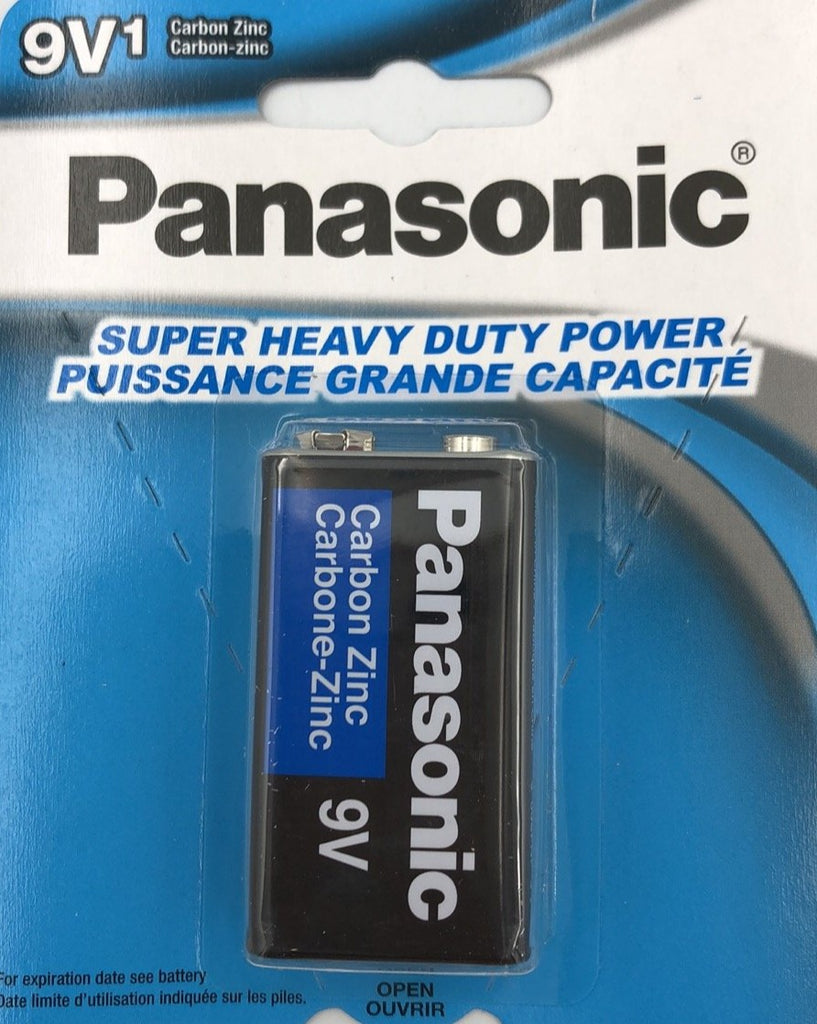 9V1 Carbon Zinc
Carbon-zinc
Panasonic®
SUPER HEAVY DUTY POWER
PUISSANCE GRANDE CAPACITÉ
Panasonic
Carbon Zinc
Carbone-Zinc
9V
For expiration date see battery
Date limite d'utilisation indiquée sur les piles.
OPEN
OUVRIR